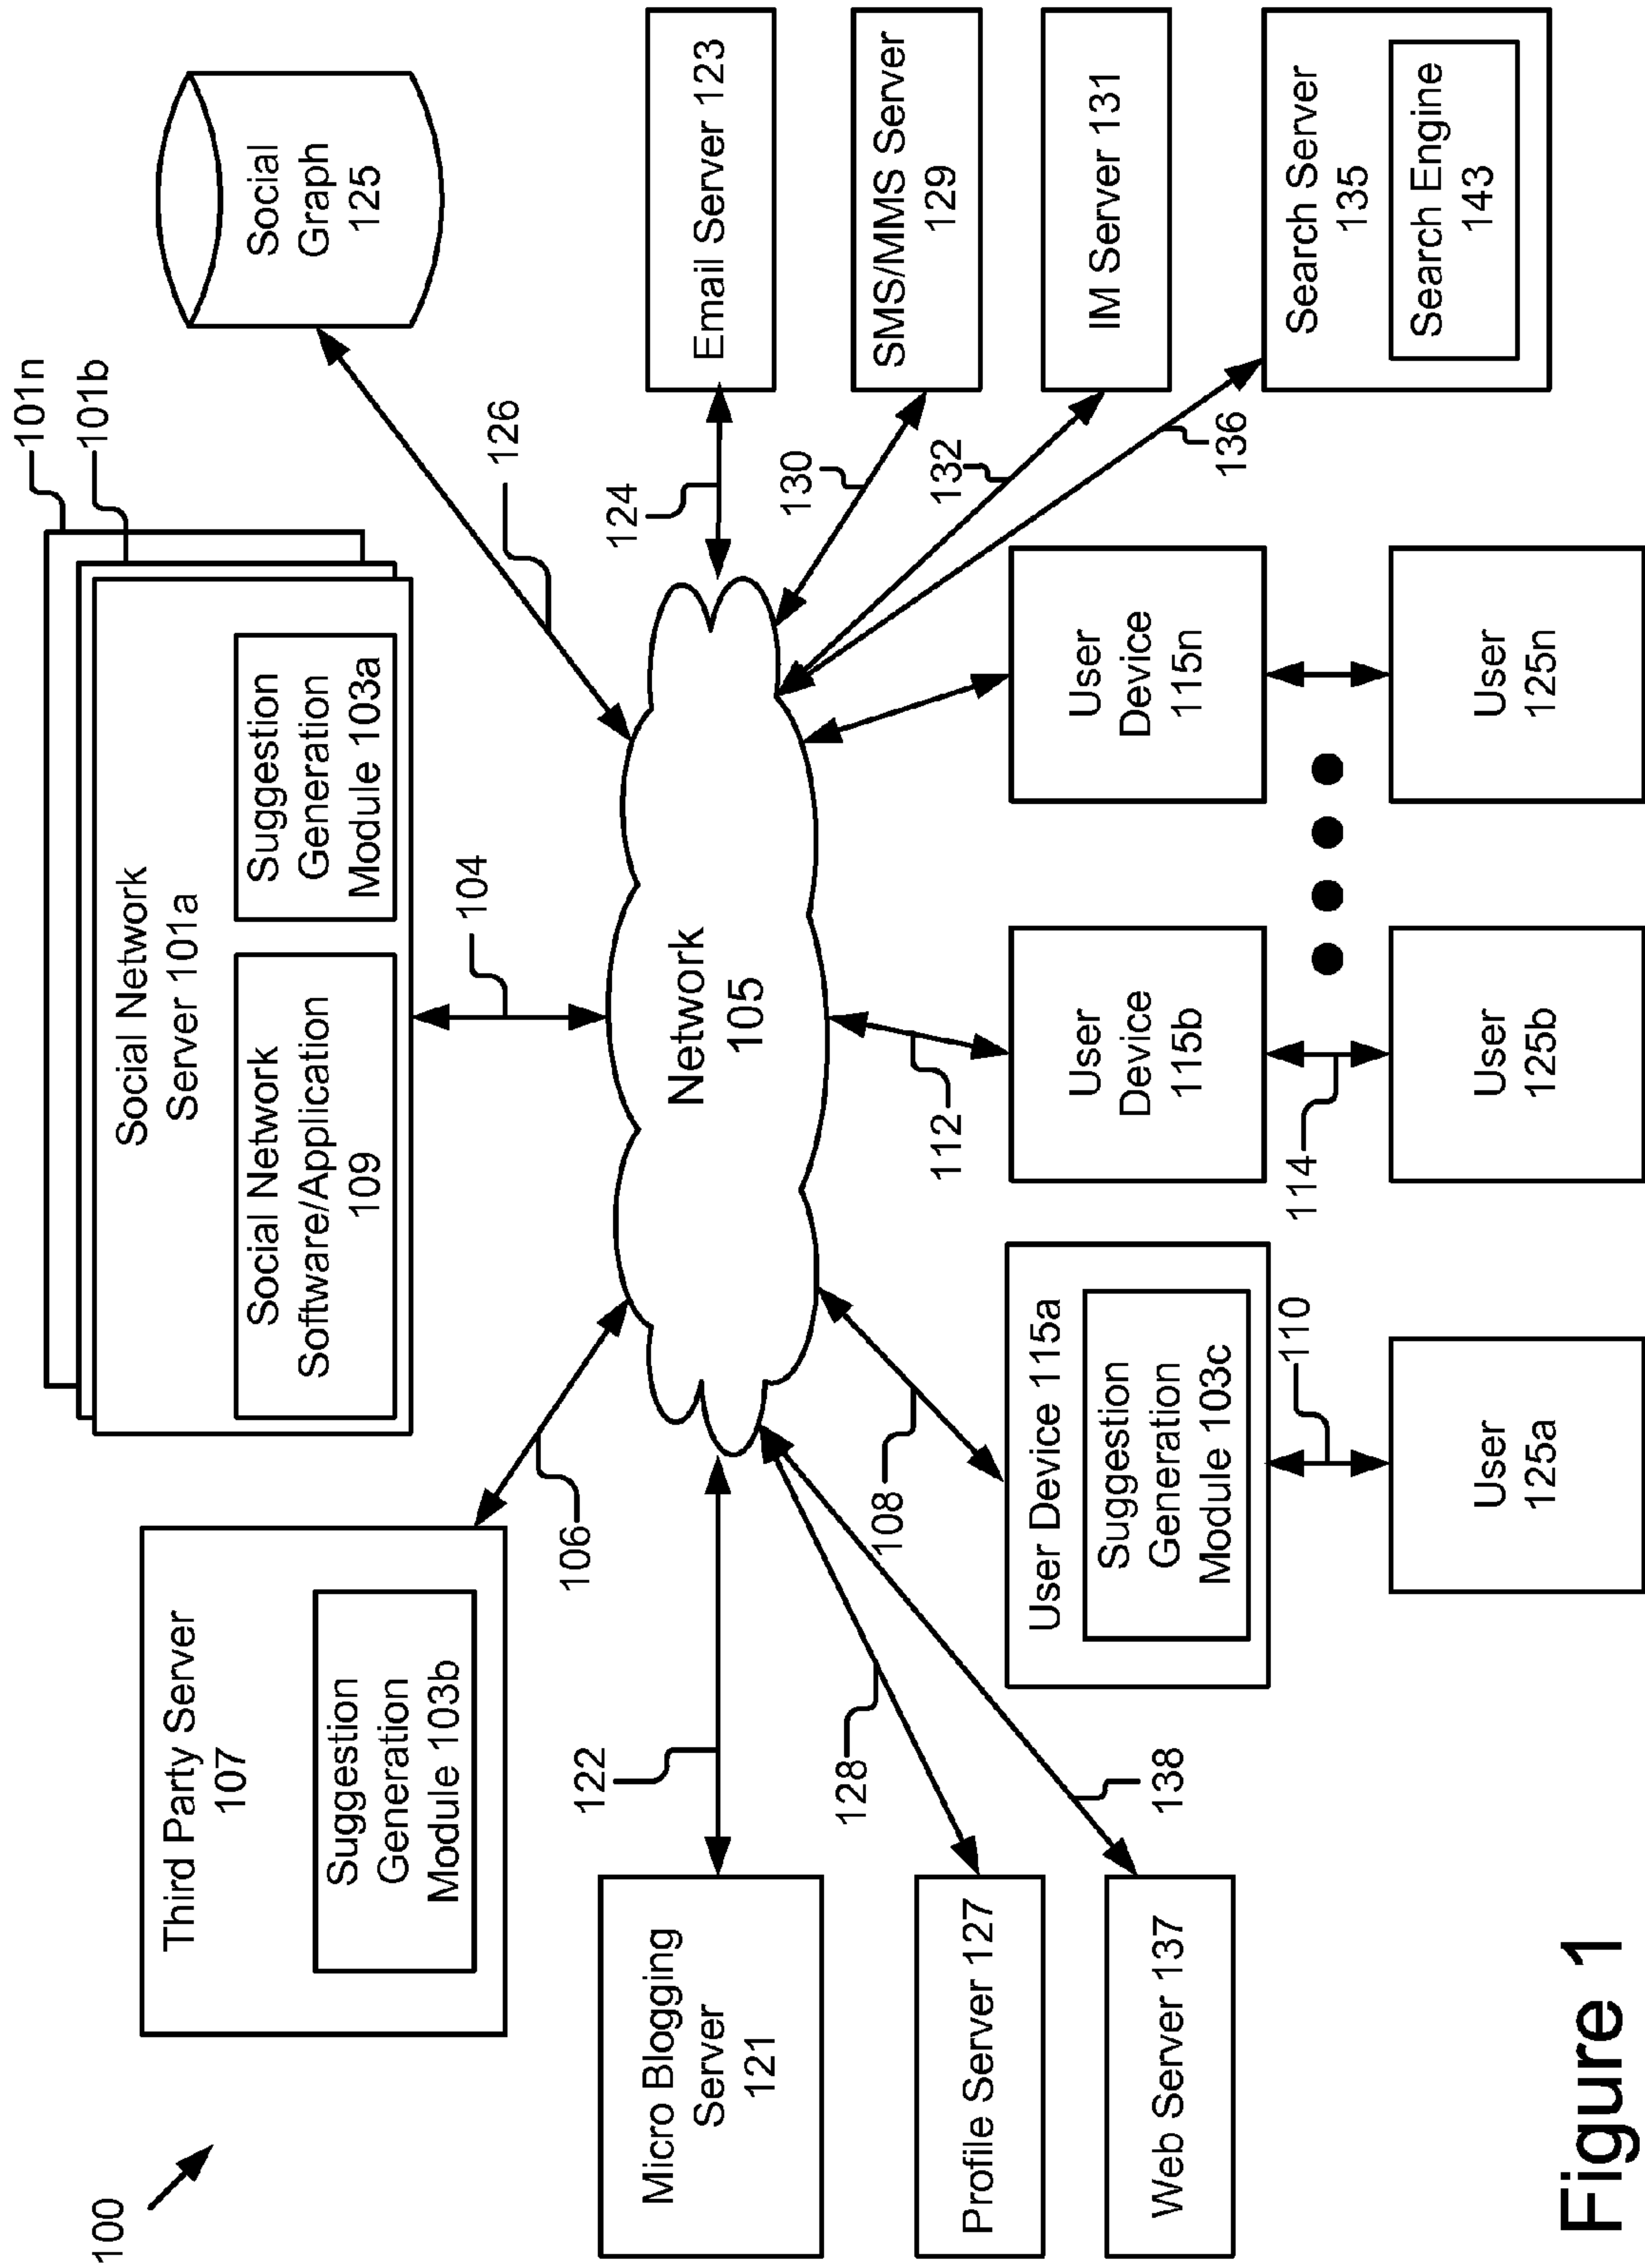 100
101n
101b
Social Network
Server 101a
Social Network
Software/Application
109
Suggestion
Generation
Module 103a
Third Party Server
107
Suggestion
Generation
Module 103b
Social
Graph
125
106
104
126
Micro Blogging
Server
121
122
Network
105
124
Email Server 123
Profile Server 127
128
130
SMS/MMS Server
129
Web Server 137
138
108
112
132
IM Server 131
136
User Device 115a
Suggestion
Generation
Module 103c
User
Device
115b
User
Device
115n
Search Server
135
Search Engine
143
110
114
User
125a
User
125b
User
125n
Figure 1